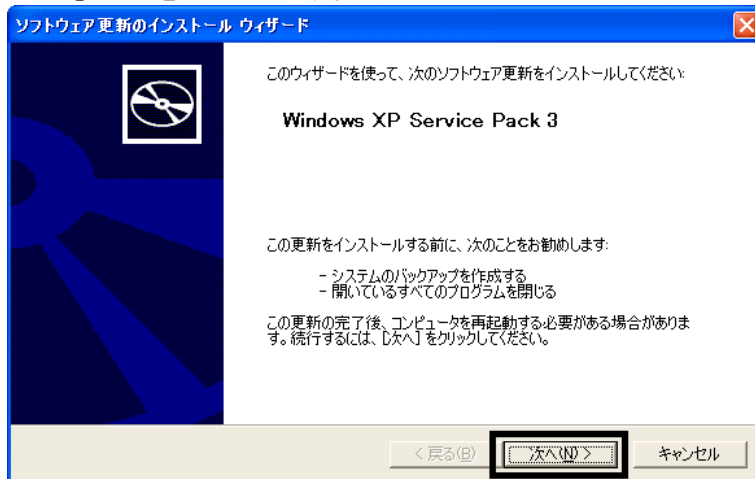 ソフトウェア更新のインストール ウィザード
このウィザードを使って、次のソフトウェア更新をインストールしてください:
Windows XP Service Pack 3
この更新をインストールする前に、次のことをお勧めします:
- システムのバックアップを作成する
- 開いているすべてのプログラムを閉じる
この更新の完了後、コンピュータを再起動する必要がある場合がありま
す。続行するには、[次へ] をクリックしてください。
< 戻る(B)
次へ(N) >
キャンセル